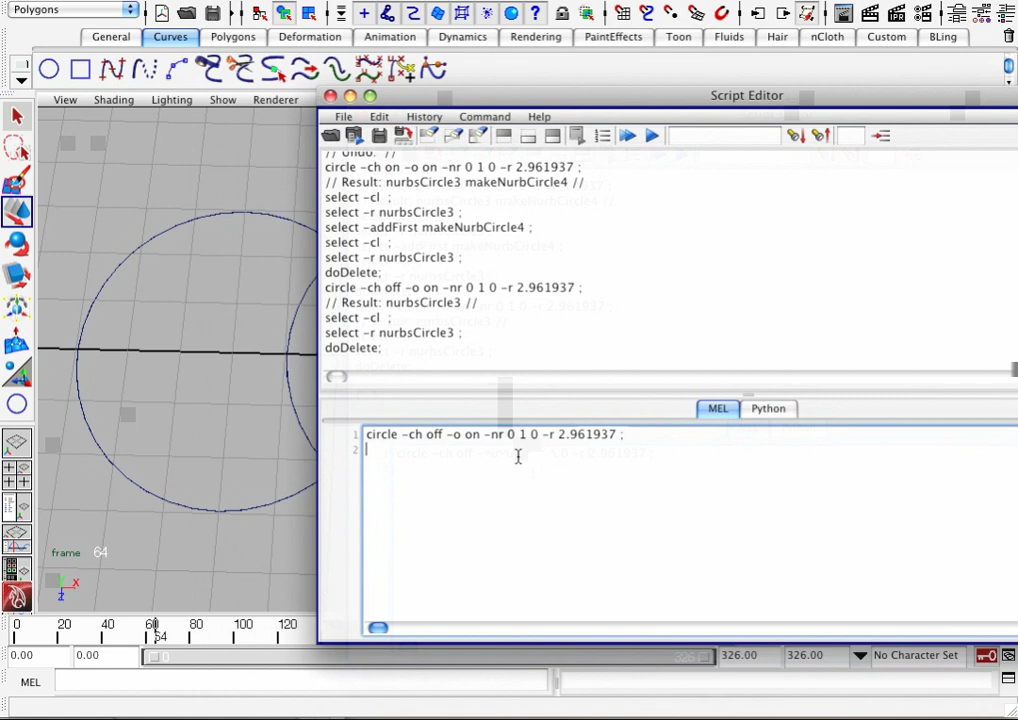 Polygons
General Curves Polygons Deformation Animation Dynamics Rendering PaintEffects Toon Fluids Hair nCloth Custom BLing
View Shading Lighting Show Renderer
Script Editor
File Edit History Command Help
// Undo: //
circle -ch on -o on -nr 0 1 0 -r 2.961937 ;
// Result: nurbsCircle3 makeNurbCircle4 //
select -cl ;
select -r nurbsCircle3 ;
select -addFirst makeNurbCircle4 ;
select -cl ;
select -r nurbsCircle3 ;
doDelete;
circle -ch off -o on -nr 0 1 0 -r 2.961937 ;
// Result: nurbsCircle3 //
select -cl ;
select -r nurbsCircle3 ;
doDelete;
MEL Python
1 circle -ch off -o on -nr 0 1 0 -r 2.961937 ;
2
frame 64
y x
z
0 20 40 60 80 100 120
64
0.00 0.00 326 326.00 326.00 No Character Set
MEL